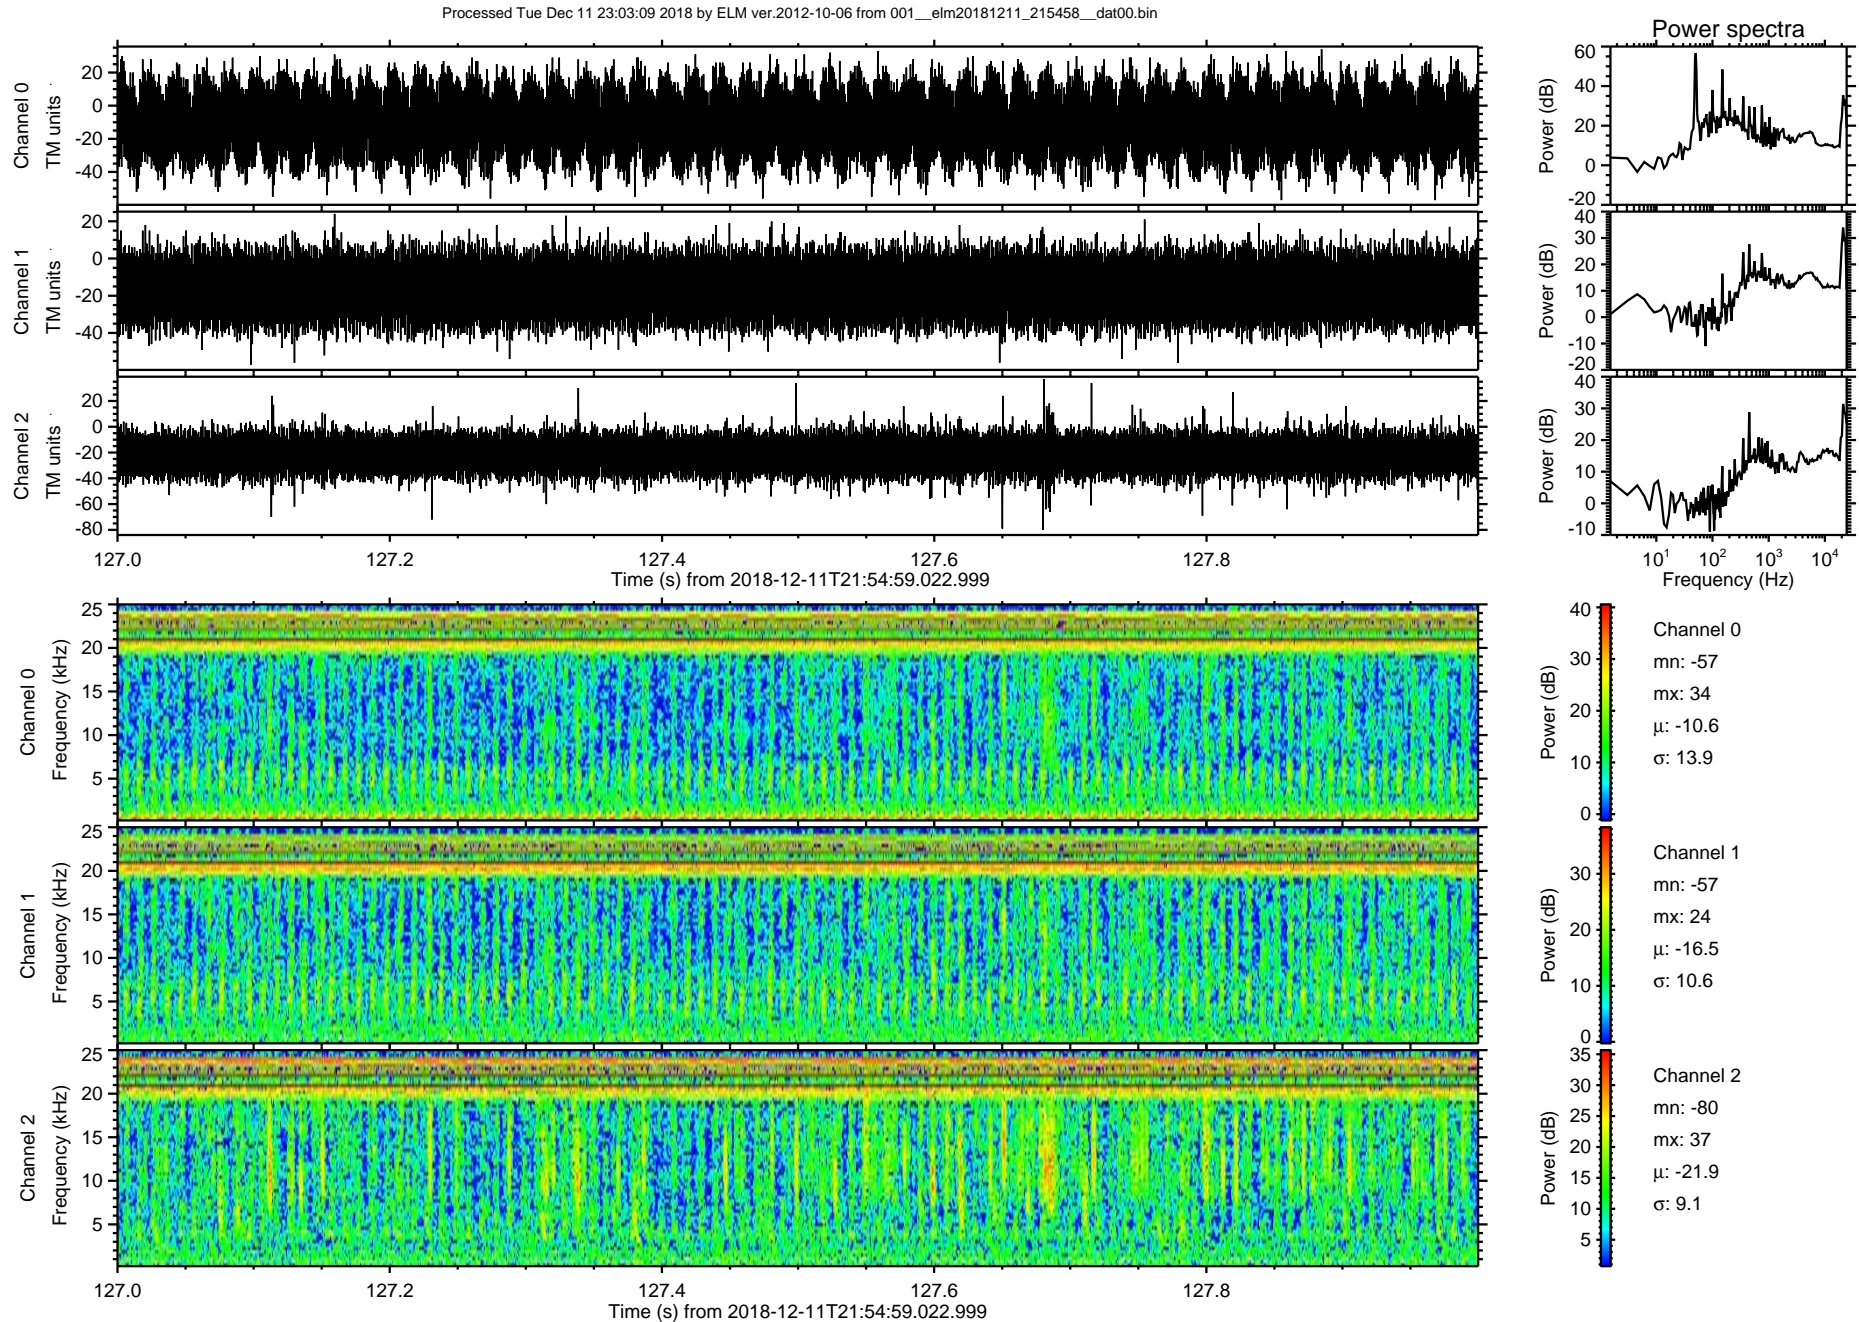 Processed Tue Dec 11 23:03:09 2018 by ELM ver.2012-10-06 from 001__elm20181211_215458__dat00.bin
Power spectra
Channel 0
TM units
20
0
-20
-40
Power (dB)
60
40
20
0
-20
Channel 1
TM units
20
0
-20
-40
Power (dB)
40
30
20
10
0
-10
-20
Channel 2
TM units
20
0
-20
-40
-60
-80
Power (dB)
40
30
20
10
0
-10
127.0 127.2 127.4 127.6 127.8
Time (s) from 2018-12-11T21:54:59.022.999
10¹ 10² 10³ 10⁴
Frequency (Hz)
Channel 0
Frequency (kHz)
25
20
15
10
5
Power (dB)
40
30
20
10
0
Channel 0
mn: -57
mx: 34
μ: -10.6
σ: 13.9
Channel 1
Frequency (kHz)
25
20
15
10
5
Power (dB)
30
20
10
0
Channel 1
mn: -57
mx: 24
μ: -16.5
σ: 10.6
Channel 2
Frequency (kHz)
25
20
15
10
5
Power (dB)
35
30
25
20
15
10
5
Channel 2
mn: -80
mx: 37
μ: -21.9
σ: 9.1
127.0 127.2 127.4 127.6 127.8
Time (s) from 2018-12-11T21:54:59.022.999